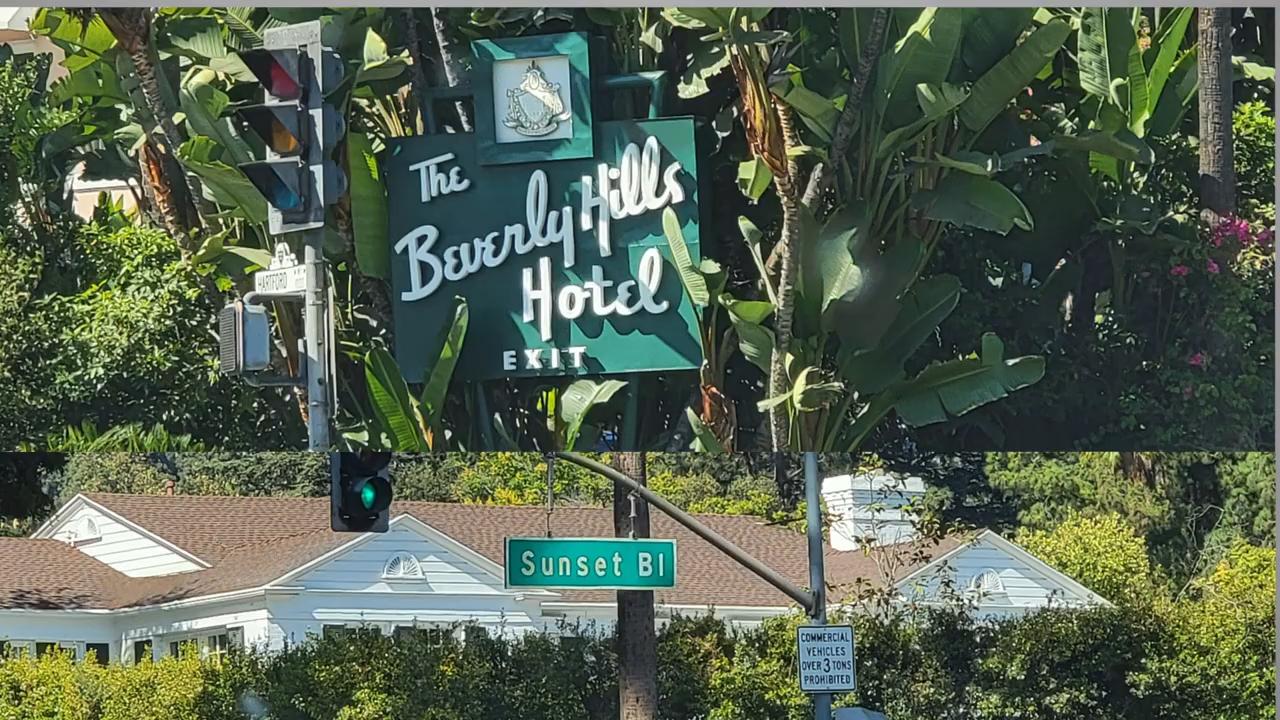 The
Beverly Hills
Hotel
EXIT
HARTFORD
Sunset Bl
COMMERCIAL
VEHICLES
OVER 3 TONS
PROHIBITED